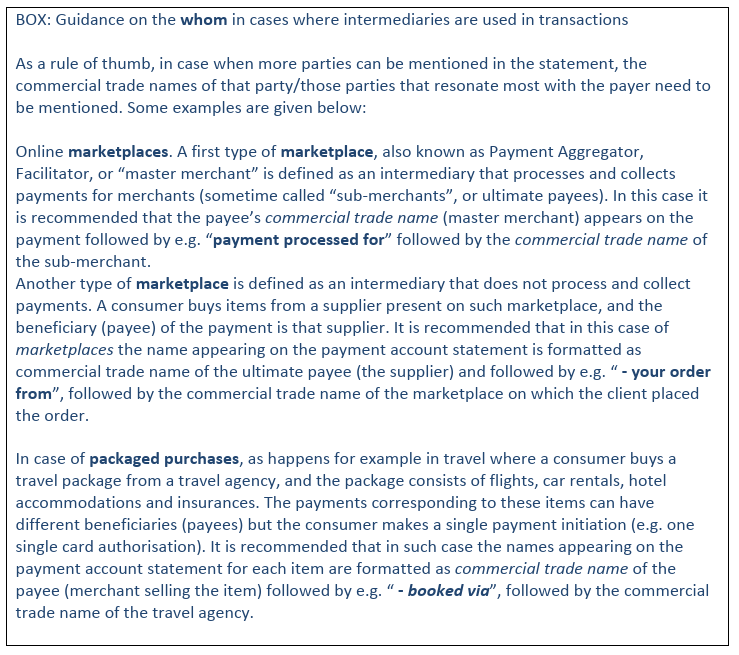 BOX: Guidance on the whom in cases where intermediaries are used in transactions
As a rule of thumb, in case when more parties can be mentioned in the statement, the
commercial trade names of that party/those parties that resonate most with the payer need to
be mentioned. Some examples are given below:
Online marketplaces. A first type of marketplace, also known as Payment Aggregator,
Facilitator, or “master merchant” is defined as an intermediary that processes and collects
payments for merchants (sometime called “sub-merchants”, or ultimate payees). In this case it
is recommended that the payee’s commercial trade name (master merchant) appears on the
payment followed by e.g. “payment processed for” followed by the commercial trade name of
the sub-merchant.
Another type of marketplace is defined as an intermediary that does not process and collect
payments. A consumer buys items from a supplier present on such marketplace, and the
beneficiary (payee) of the payment is that supplier. It is recommended that in this case of
marketplaces the name appearing on the payment account statement is formatted as
commercial trade name of the ultimate payee (the supplier) and followed by e.g. “ - your order
from”, followed by the commercial trade name of the marketplace on which the client placed
the order.
In case of packaged purchases, as happens for example in travel where a consumer buys a
travel package from a travel agency, and the package consists of flights, car rentals, hotel
accommodations and insurances. The payments corresponding to these items can have
different beneficiaries (payees) but the consumer makes a single payment initiation (e.g. one
single card authorisation). It is recommended that in such case the names appearing on the
payment account statement for each item are formatted as commercial trade name of the
payee (merchant selling the item) followed by e.g. “ - booked via”, followed by the commercial
trade name of the travel agency.